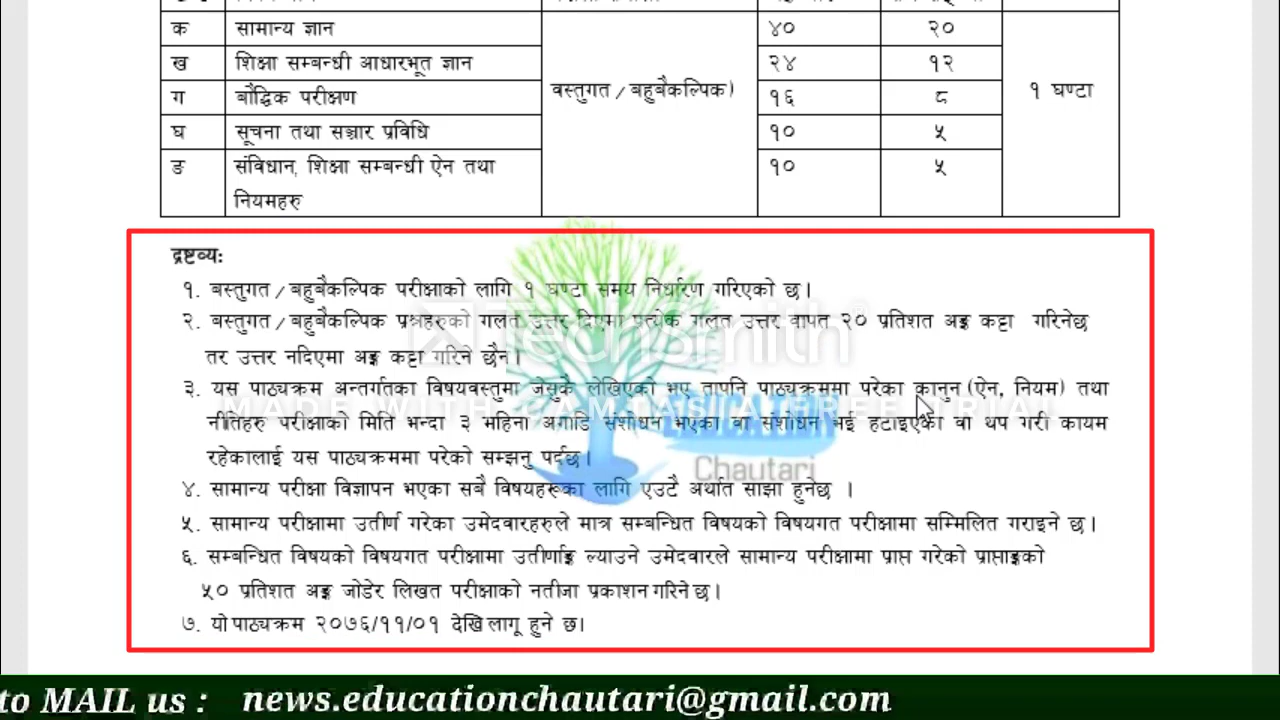 क सामान्य ज्ञान ४० २०
ख शिक्षा सम्बन्धी आधारभूत ज्ञान २४ १२
वस्तुगत/बहुबैकल्पिक)
ग बौद्धिक परीक्षण १६ ८ १ घण्टा
घ सूचना तथा सञ्चार प्रविधि १० ५
ङ संविधान, शिक्षा सम्बन्धी ऐन तथा १० ५
नियमहरु
द्रष्टव्य:
१. बस्तुगत/बहुबैकल्पिक परीक्षाको लागि १ घण्टा समय निर्धारण गरिएको छ।
२. बस्तुगत/बहुबैकल्पिक प्रश्नहरुको गलत उत्तर दिएमा प्रत्येक गलत उत्तर वापत २० प्रतिशत अङ्क कट्टा गरिनेछ
तर उत्तर नदिएमा अङ्क कट्टा गरिने छैन।
३. यस पाठ्यक्रम अन्तर्गतका विषयवस्तुमा जेसुकै लेखिएको भए तापनि पाठ्यक्रममा परेका कानुन (ऐन, नियम) तथा
नीतिहरु परीक्षाको मिति भन्दा ३ महिना अगाडि संशोधन भएका वा संशोधन भई हटाइएको वा थप गरी कायम
रहेकालाई यस पाठ्यक्रममा परेको सम्झनु पर्दछ।
४. सामान्य परीक्षा विज्ञापन भएका सबै विषयहरूका लागि एउटै अर्थात साझा हुनेछ ।
५. सामान्य परीक्षामा उतीर्ण गरेका उमेदवारहरुले मात्र सम्बन्धित विषयको विषयगत परीक्षामा सम्मिलित गराइने छ।
६. सम्बन्धित विषयको विषयगत परीक्षामा उतीर्णाङ्क ल्याउने उमेदवारले सामान्य परीक्षामा प्राप्त गरेको प्राप्ताङ्कको
५० प्रतिशत अङ्क जोडेर लिखत परीक्षाको नतीजा प्रकाशन गरिने छ।
७. यो पाठ्यक्रम २०७६/११/०१ देखि लागू हुने छ।
TechSmith®
MADE WITH CAMTASIA FREE TRIAL
Chautari
to MAIL us : news.educationchautari@gmail.com